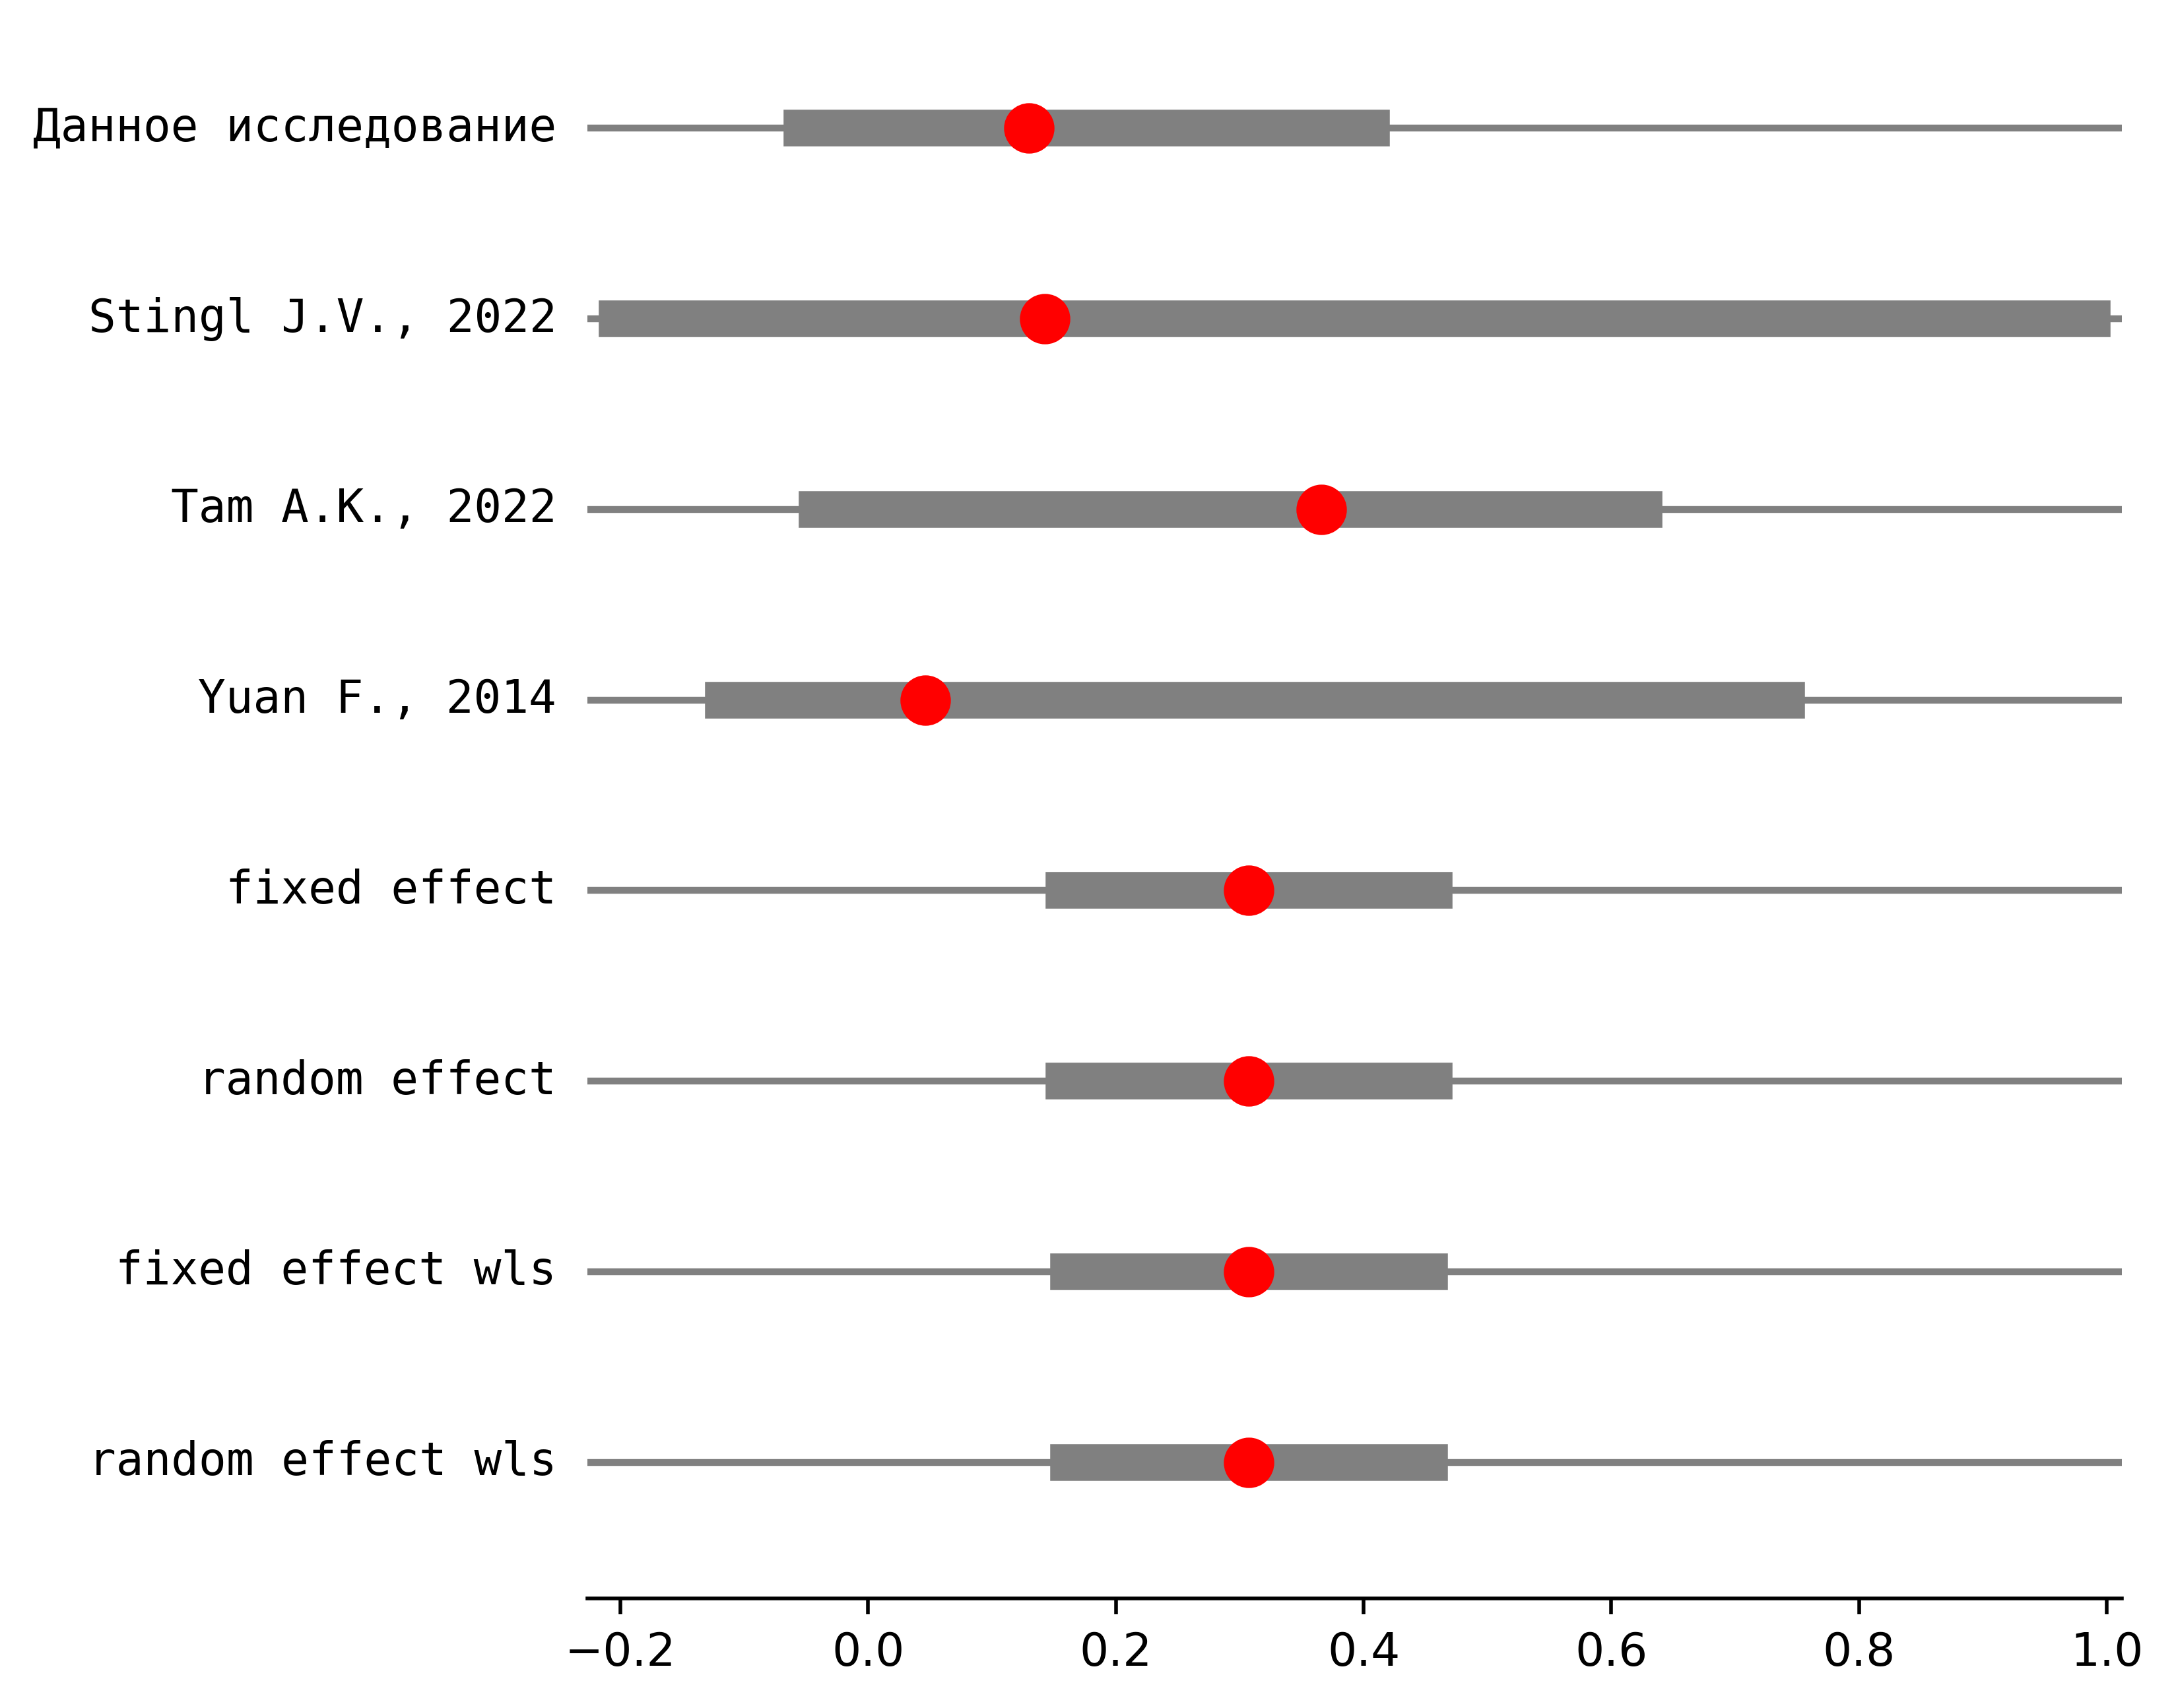 Данное исследование
Stingl J.V., 2022
Tam A.K., 2022
Yuan F., 2014
fixed effect
random effect
fixed effect wls
random effect wls
−0.2 0.0 0.2 0.4 0.6 0.8 1.0